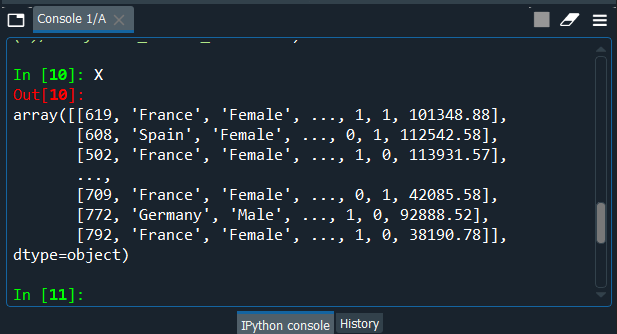 Console 1/A
In [10]: X
Out[10]:
array([[619, 'France', 'Female', ..., 1, 1, 101348.88],
[608, 'Spain', 'Female', ..., 0, 1, 112542.58],
[502, 'France', 'Female', ..., 1, 0, 113931.57],
...,
[709, 'France', 'Female', ..., 0, 1, 42085.58],
[772, 'Germany', 'Male', ..., 1, 0, 92888.52],
[792, 'France', 'Female', ..., 1, 0, 38190.78]],
dtype=object)
In [11]:
IPython console History